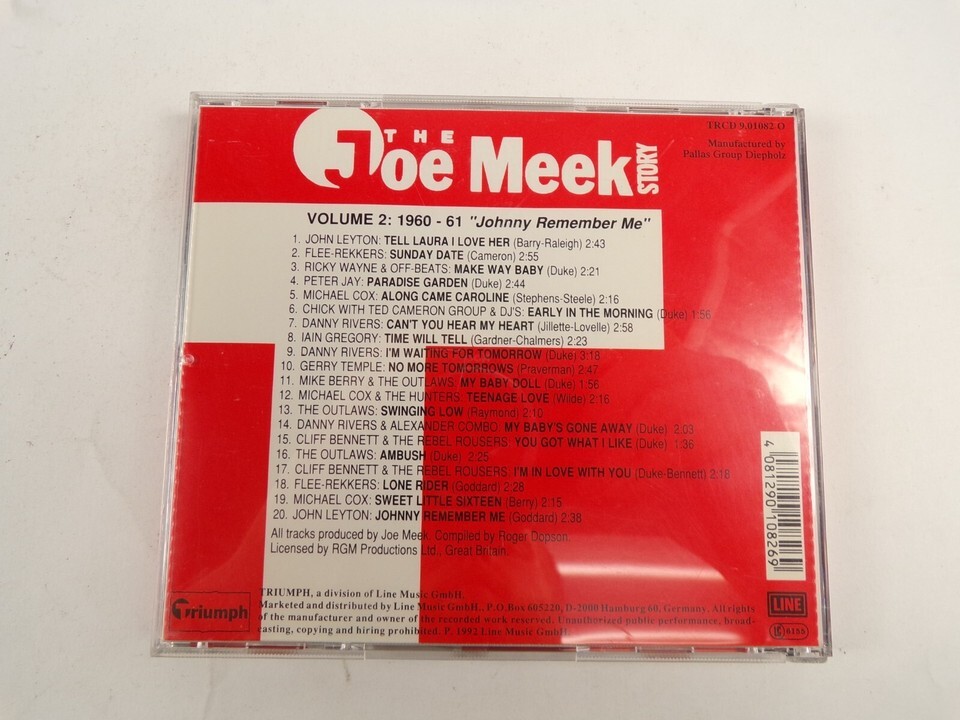 THE
Joe Meek
STORY
TRCD 9.01082 O
Manufactured by
Pallas Group Diepholz
VOLUME 2: 1960 - 61 "Johnny Remember Me"
1. JOHN LEYTON: TELL LAURA I LOVE HER (Barry-Raleigh) 2:43
2. FLEE-REKKERS: SUNDAY DATE (Cameron) 2:55
3. RICKY WAYNE & OFF-BEATS: MAKE WAY BABY (Duke) 2:21
4. PETER JAY: PARADISE GARDEN (Duke) 2:44
5. MICHAEL COX: ALONG CAME CAROLINE (Stephens-Steele) 2:16
6. CHICK WITH TED CAMERON GROUP & DJ'S: EARLY IN THE MORNING (Duke) 1:56
7. DANNY RIVERS: CAN'T YOU HEAR MY HEART (Jillette-Lovelle) 2:58
8. IAIN GREGORY: TIME WILL TELL (Gardner-Chalmers) 2:23
9. DANNY RIVERS: I'M WAITING FOR TOMORROW (Duke) 3:18
10. GERRY TEMPLE: NO MORE TOMORROWS (Praverman) 2:47
11. MIKE BERRY & THE OUTLAWS: MY BABY DOLL (Duke) 1:56
12. MICHAEL COX & THE HUNTERS: TEENAGE LOVE (Wilde) 2:16
13. THE OUTLAWS: SWINGING LOW (Raymond) 2:10
14. DANNY RIVERS & ALEXANDER COMBO: MY BABY'S GONE AWAY (Duke) 2:03
15. CLIFF BENNETT & THE REBEL ROUSERS: YOU GOT WHAT I LIKE (Duke) 1:36
16. THE OUTLAWS: AMBUSH (Duke) 2:25
17. CLIFF BENNETT & THE REBEL ROUSERS: I'M IN LOVE WITH YOU (Duke-Bennett) 2:18
18. FLEE-REKKERS: LONE RIDER (Goddard) 2:28
19. MICHAEL COX: SWEET LITTLE SIXTEEN (Berry) 2:15
20. JOHN LEYTON: JOHNNY REMEMBER ME (Goddard) 2:38
All tracks produced by Joe Meek. Compiled by Roger Dopson.
Licensed by RGM Productions Ltd., Great Britain.
4 081290 108269
Triumph
TRIUMPH, a division of Line Music GmbH.
Marketed and distributed by Line Music GmbH., P.O.Box 605220, D-2000 Hamburg 60, Germany. All rights
of the manufacturer and owner of the recorded work reserved. Unauthorized public performance, broad-
casting, copying and hiring prohibited. P. 1992 Line Music GmbH.
LINE
LC 6155